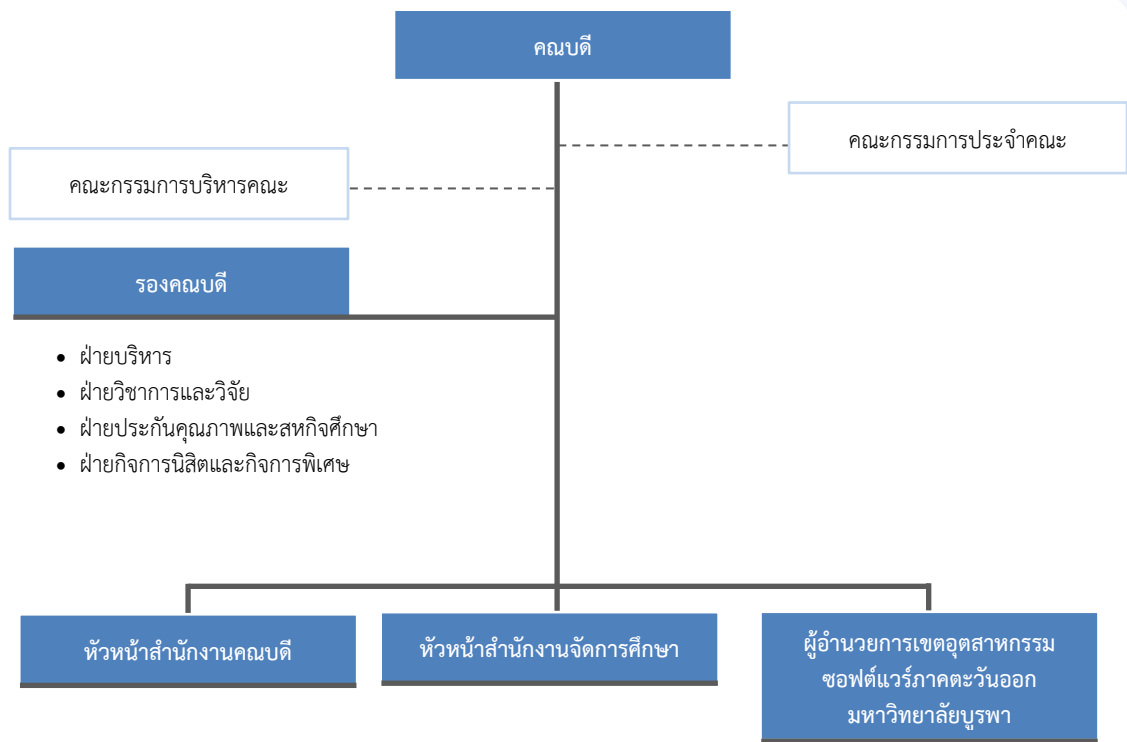 คณบดี
คณะกรรมการประจำคณะ
คณะกรรมการบริหารคณะ
รองคณบดี
• ฝ่ายบริหาร
• ฝ่ายวิชาการและวิจัย
• ฝ่ายประกันคุณภาพและสหกิจศึกษา
• ฝ่ายกิจการนิสิตและกิจการพิเศษ
หัวหน้าสำนักงานคณบดี
หัวหน้าสำนักงานจัดการศึกษา
ผู้อำนวยการเขตอุตสาหกรรม
ซอฟต์แวร์ภาคตะวันออก
มหาวิทยาลัยบูรพา